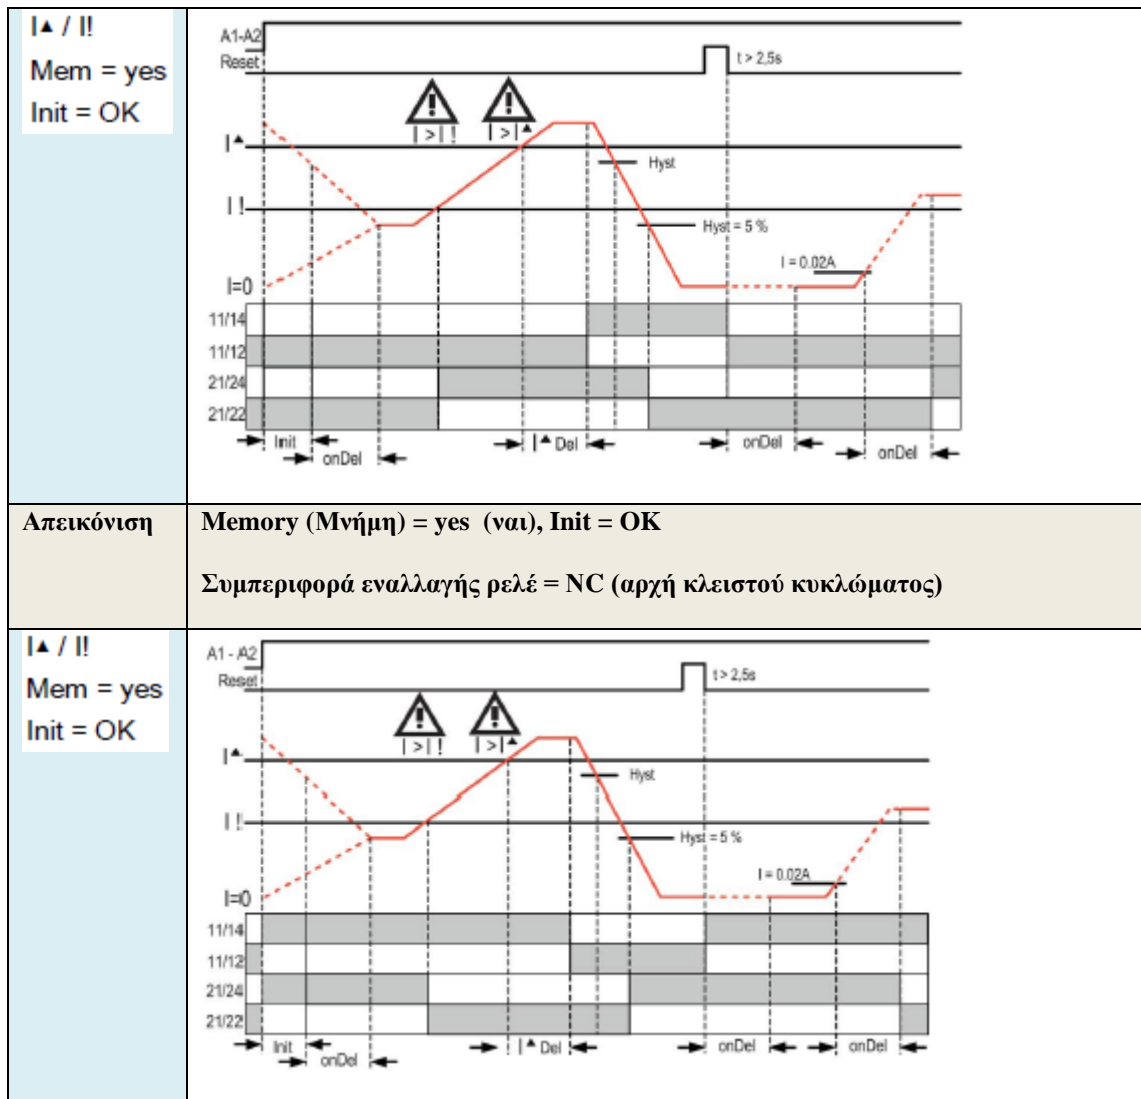 I▲ / I!
Mem = yes
Init = OK
A1-A2
Reset
t > 2,5s
I > I !
I > I▲
I▲
Hyst
I !
Hyst = 5 %
I = 0.02A
I=0
11/14
11/12
21/24
21/22
Init
onDel
I▲ Del
onDel
onDel
Απεικόνιση
Memory (Μνήμη) = yes (ναι), Init = OK
Συμπεριφορά εναλλαγής ρελέ = NC (αρχή κλειστού κυκλώματος)
I▲ / I!
Mem = yes
Init = OK
A1 - A2
Reset
t > 2,5s
I > I !
I > I▲
I▲
Hyst
I !
Hyst = 5 %
I = 0.02A
I=0
11/14
11/12
21/24
21/22
Init
onDel
I▲ Del
onDel
onDel